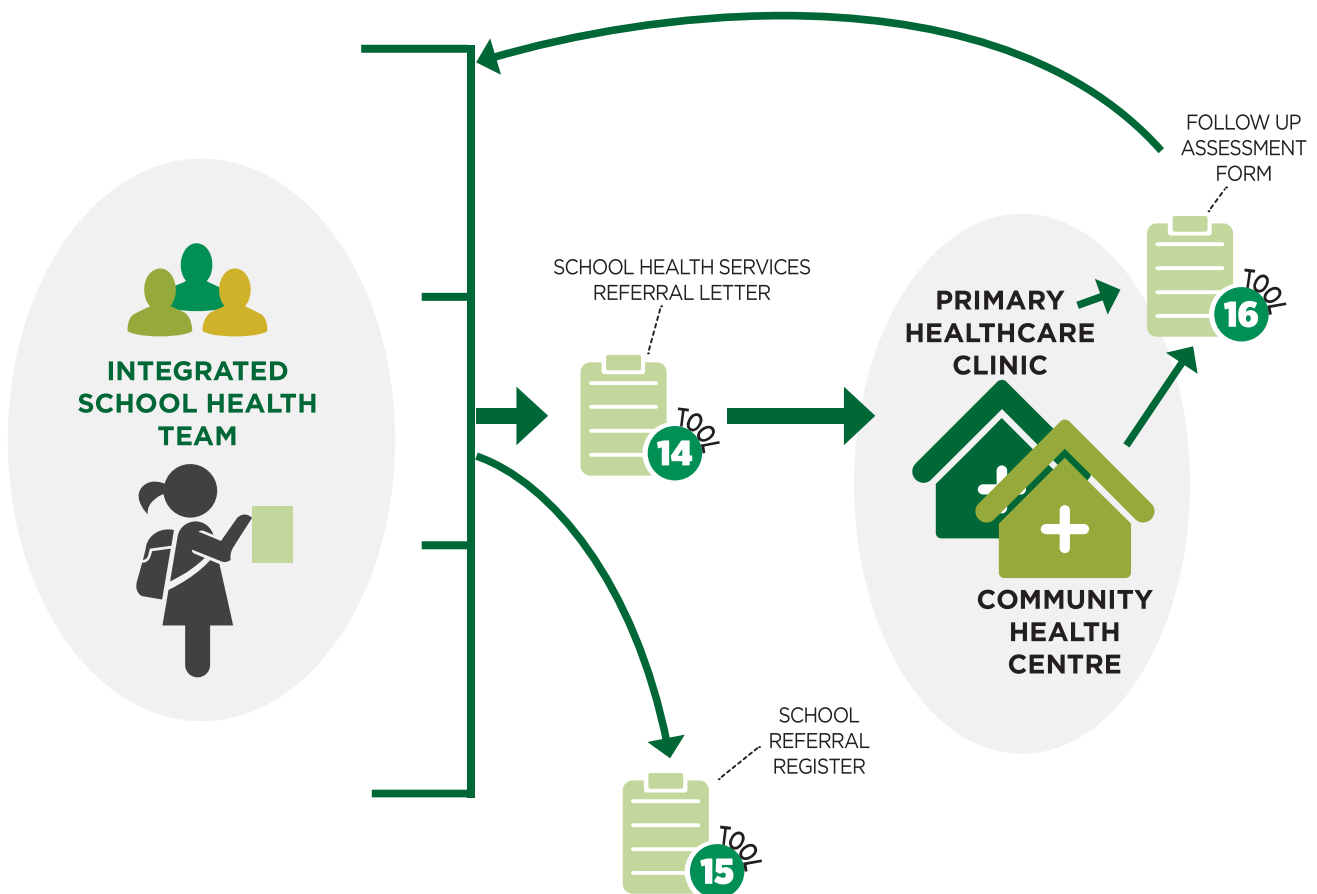 INTEGRATED
SCHOOL HEALTH
TEAM
SCHOOL HEALTH SERVICES
REFERRAL LETTER
TOOL
14
SCHOOL
REFERRAL
REGISTER
TOOL
15
PRIMARY
HEALTHCARE
CLINIC
COMMUNITY
HEALTH
CENTRE
FOLLOW UP
ASSESSMENT
FORM
TOOL
16